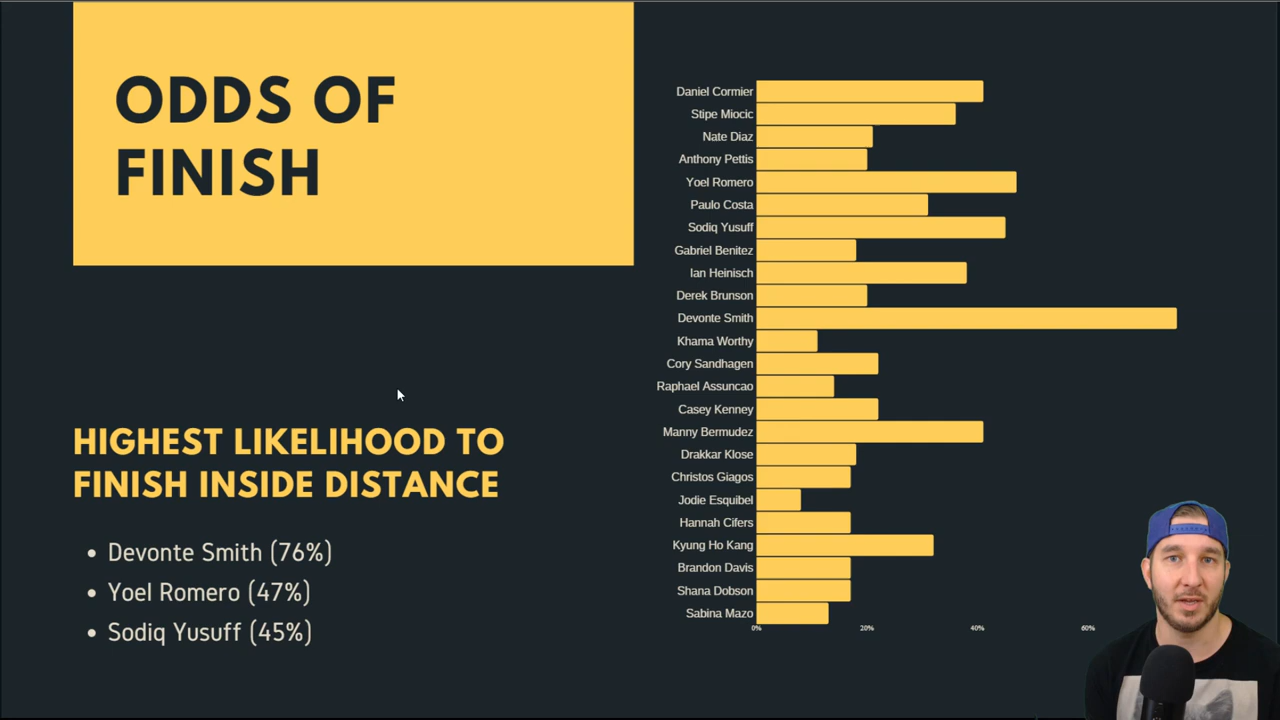 ODDS OF
FINISH
HIGHEST LIKELIHOOD TO
FINISH INSIDE DISTANCE
• Devonte Smith (76%)
• Yoel Romero (47%)
• Sodiq Yusuff (45%)
Daniel Cormier
Stipe Miocic
Nate Diaz
Anthony Pettis
Yoel Romero
Paulo Costa
Sodiq Yusuff
Gabriel Benitez
Ian Heinisch
Derek Brunson
Devonte Smith
Khama Worthy
Cory Sandhagen
Raphael Assuncao
Casey Kenney
Manny Bermudez
Drakkar Klose
Christos Giagos
Jodie Esquibel
Hannah Cifers
Kyung Ho Kang
Brandon Davis
Shana Dobson
Sabina Mazo
0% 20% 40% 60%